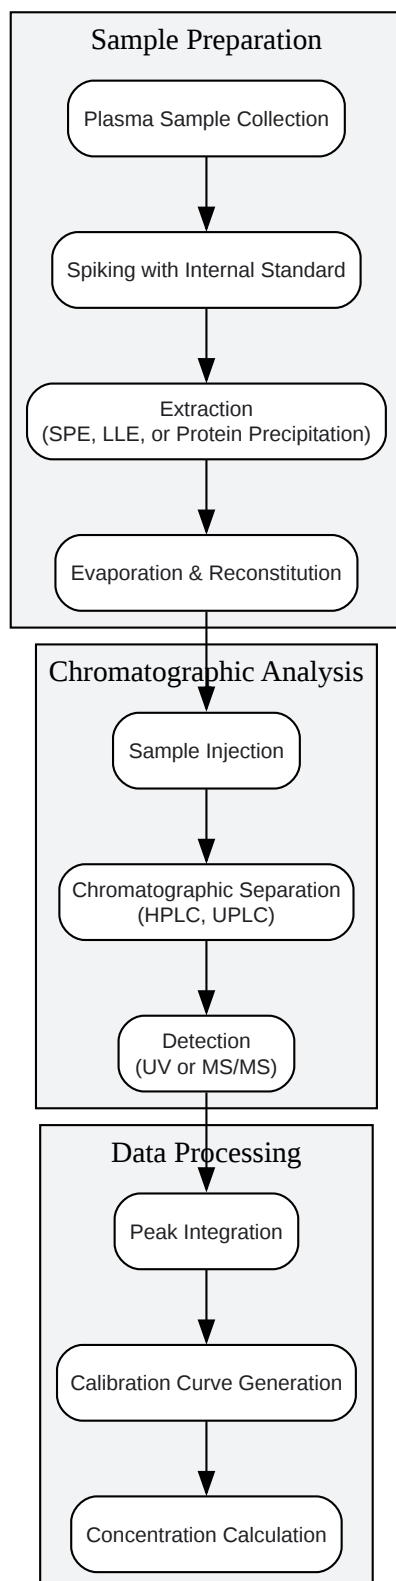 Sample Preparation
Plasma Sample Collection
Spiking with Internal Standard
Extraction
(SPE, LLE, or Protein Precipitation)
Evaporation & Reconstitution
Chromatographic Analysis
Sample Injection
Chromatographic Separation
(HPLC, UPLC)
Detection
(UV or MS/MS)
Data Processing
Peak Integration
Calibration Curve Generation
Concentration Calculation